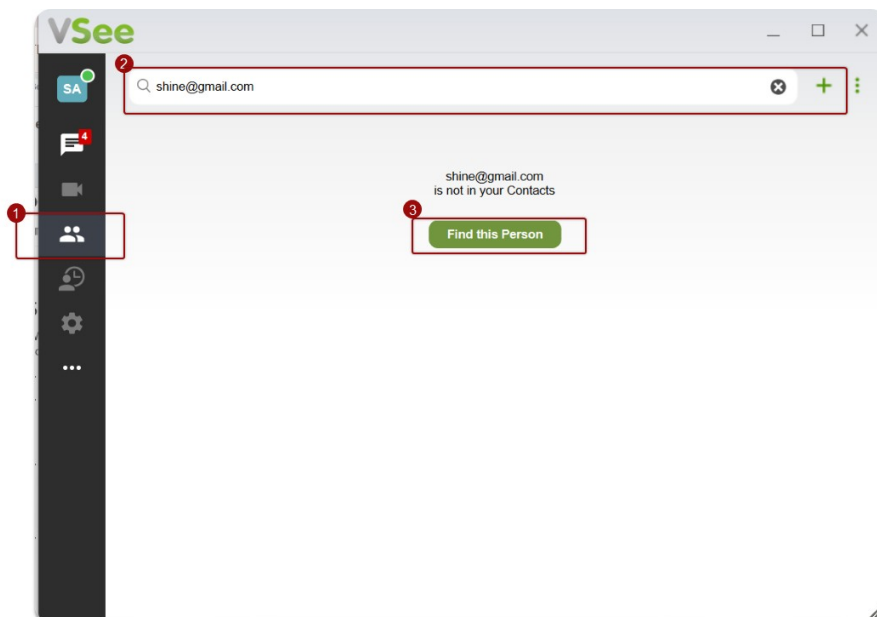 VSee
2
SA
shine@gmail.com
4
shine@gmail.com
is not in your Contacts
1
3
Find this Person